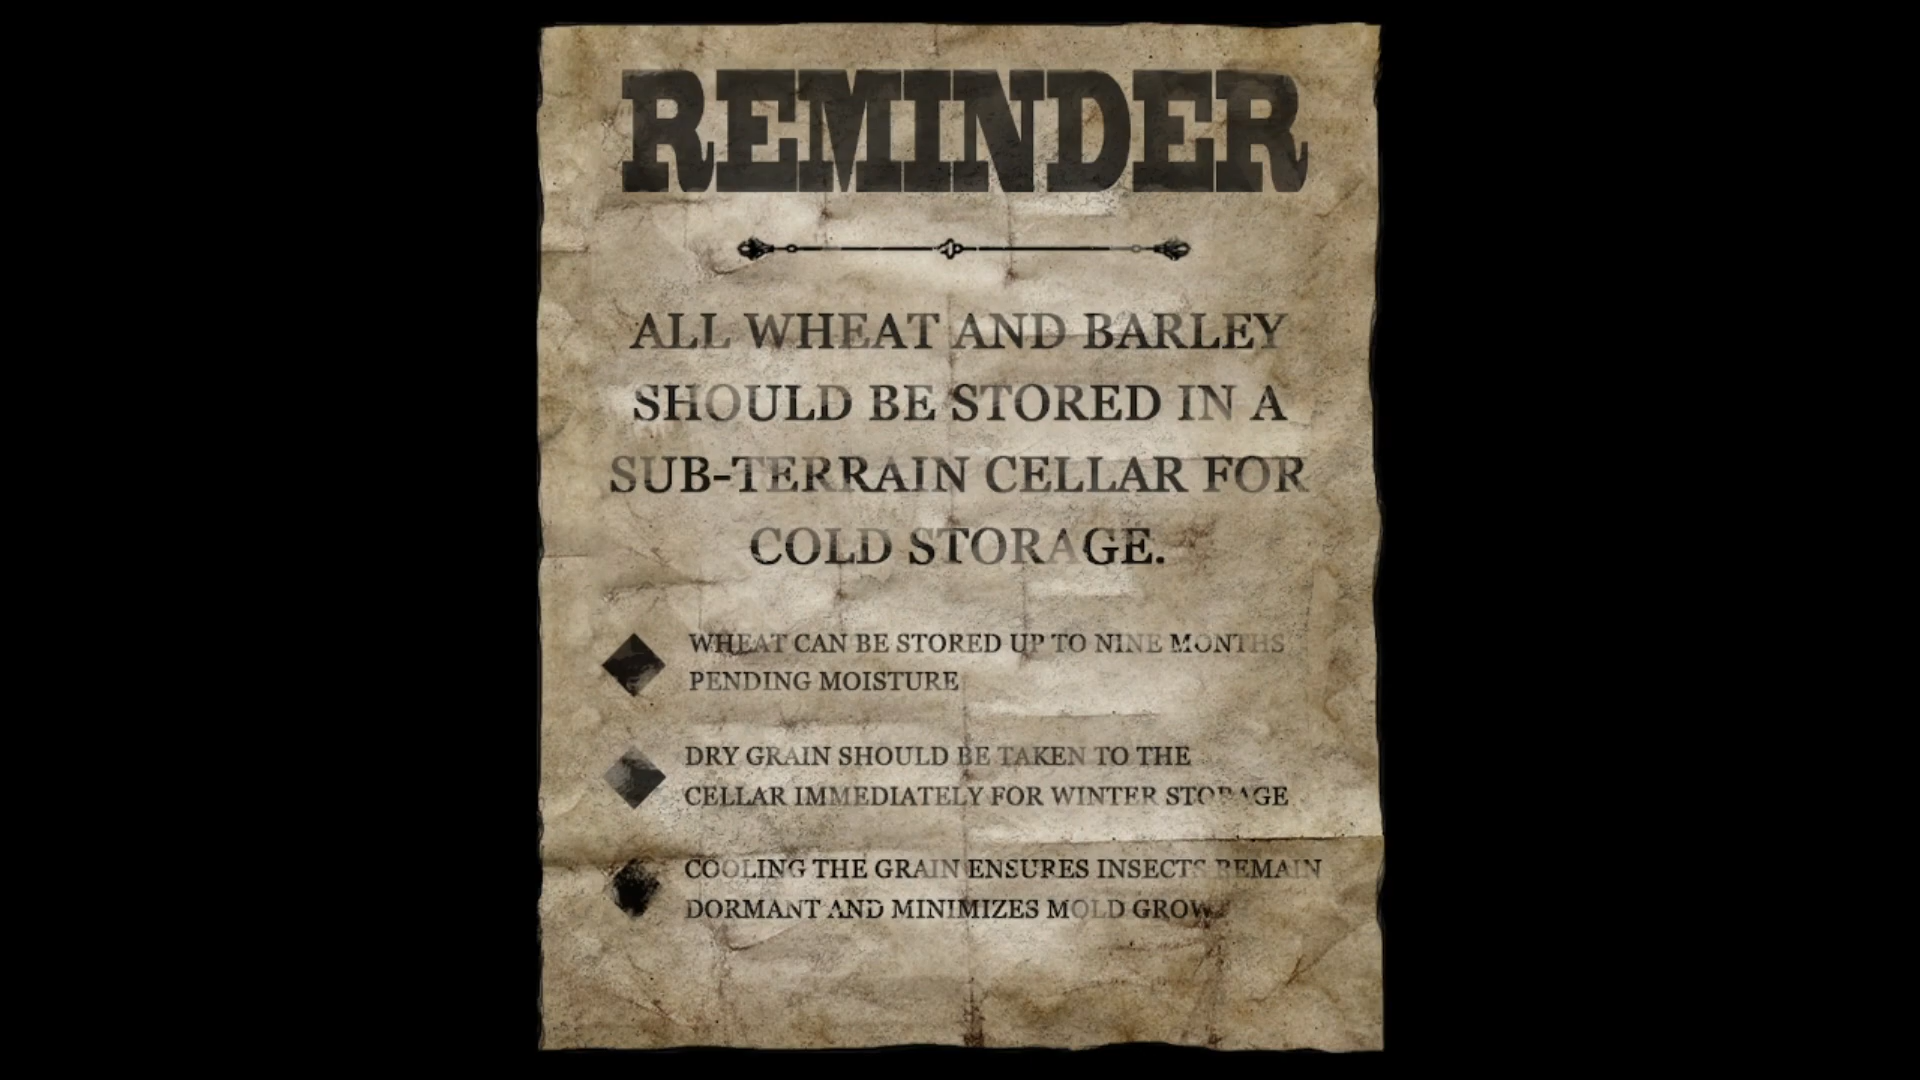 REMINDER
ALL WHEAT AND BARLEY
SHOULD BE STORED IN A
SUB-TERRAIN CELLAR FOR
COLD STORAGE.
WHEAT CAN BE STORED UP TO NINE MONTHS
PENDING MOISTURE
DRY GRAIN SHOULD BE TAKEN TO THE
CELLAR IMMEDIATELY FOR WINTER STORAGE
COOLING THE GRAIN ENSURES INSECTS REMAIN
DORMANT AND MINIMIZES MOLD GROW